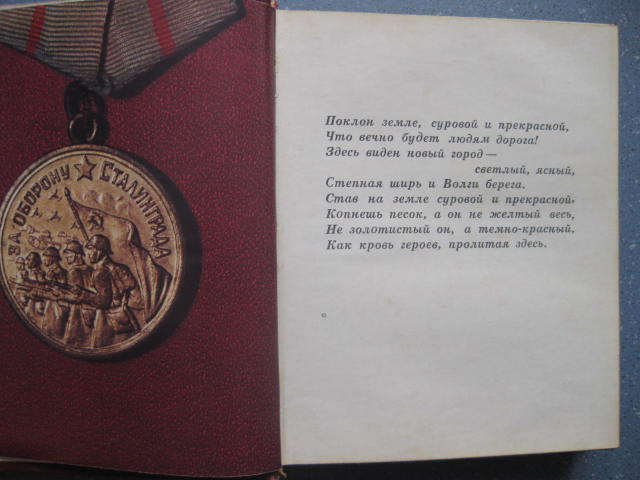 ЗА ОБОРОНУ СТАЛИНГРАДА
Поклон земле, суровой и прекрасной,
Что вечно будет людям дорога!
Здесь виден новый город —
светлый, ясный,
Степная ширь и Волги берега.
Став на земле суровой и прекрасной.
Копнешь песок, а он не желтый весь,
Не золотистый он, а темно-красный,
Как кровь героев, пролитая здесь.